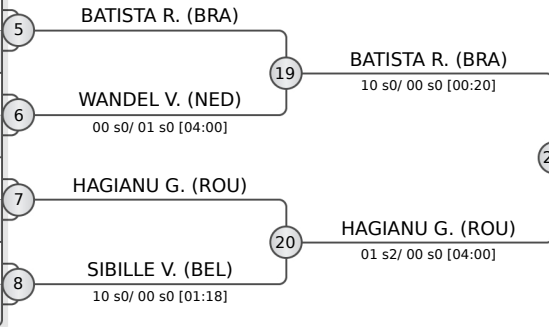 BATISTA R. (BRA)
5
19
BATISTA R. (BRA)
10 s0/ 00 s0 [00:20]
WANDEL V. (NED)
6
00 s0/ 01 s0 [04:00]
HAGIANU G. (ROU)
7
20
HAGIANU G. (ROU)
01 s2/ 00 s0 [04:00]
SIBILLE V. (BEL)
8
10 s0/ 00 s0 [01:18]